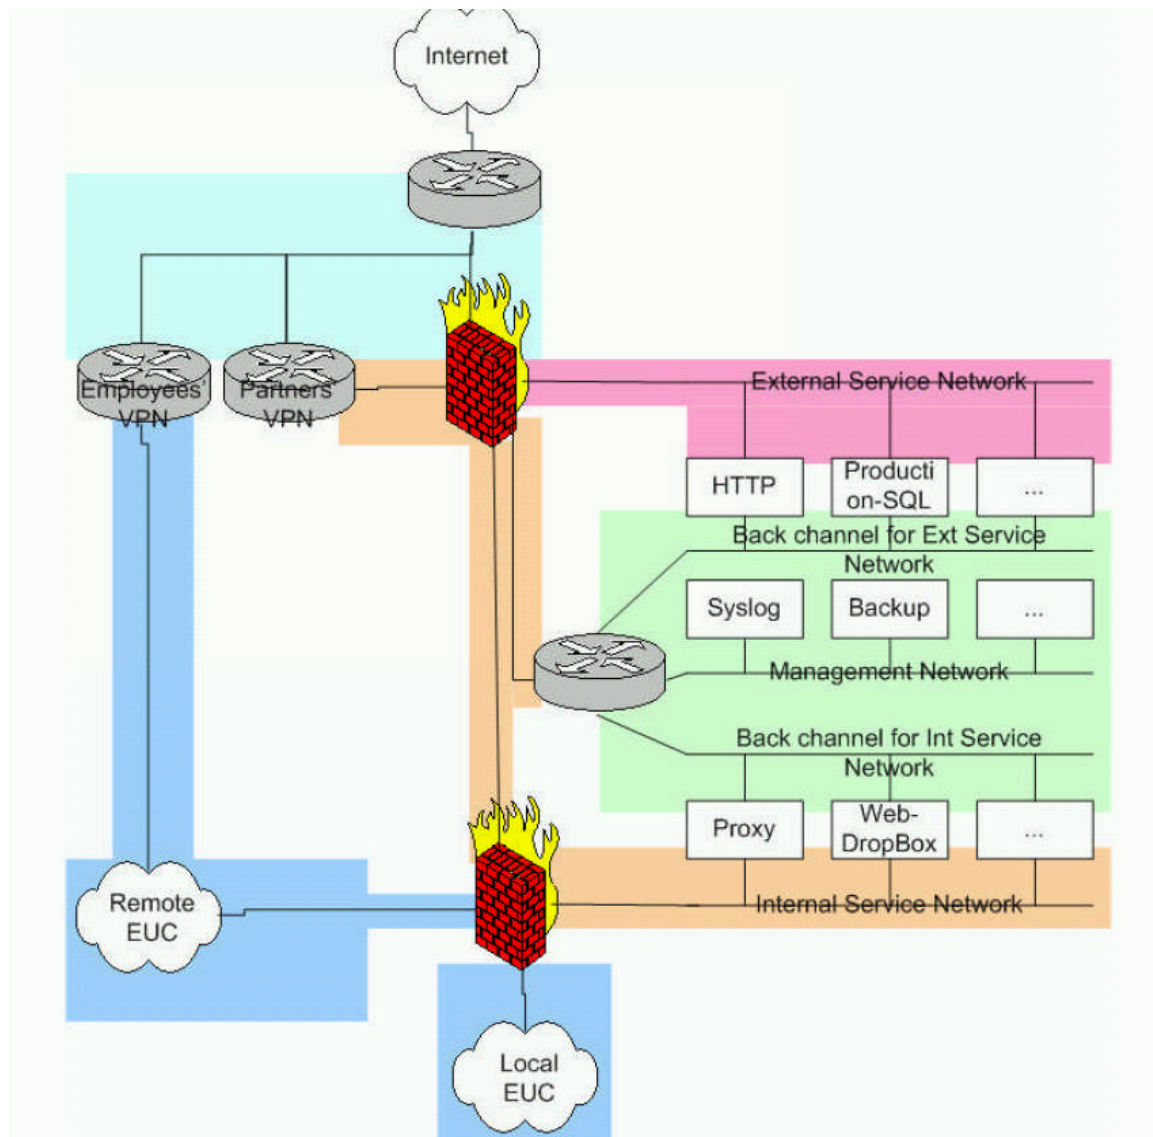 Internet
Employees'
VPN
Partners
VPN
External Service Network
HTTP
Producti
on-SQL
...
Back channel for Ext Service
Network
Syslog
Backup
...
Management Network
Back channel for Int Service
Network
Proxy
Web-
DropBox
...
Internal Service Network
Remote
EUC
Local
EUC